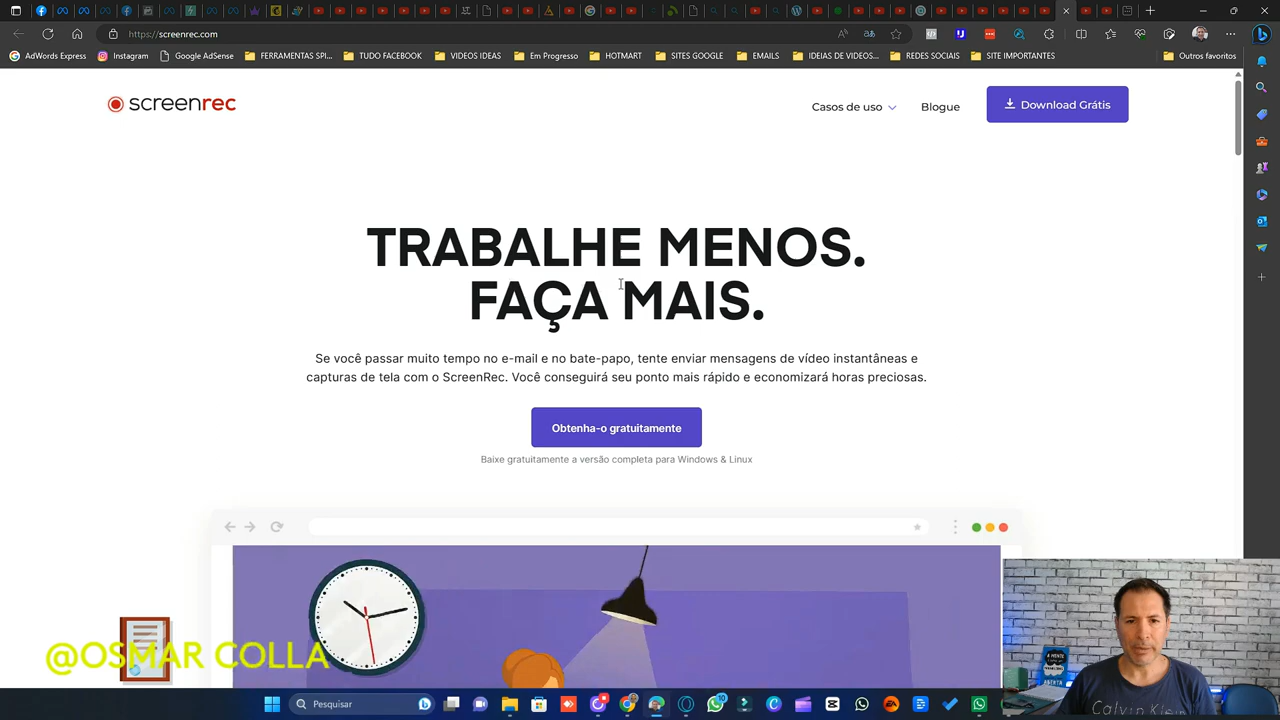 https://screenrec.com
AdWords Express
Instagram
Google AdSense
FERRAMENTAS SPI...
TUDO FACEBOOK
VIDEOS IDEAS
Em Progresso
HOTMART
SITES GOOGLE
EMAILS
IDEIAS DE VIDEOS...
REDES SOCIAIS
SITE IMPORTANTES
Outros favoritos
screenrec
Casos de uso
Blogue
Download Grátis
TRABALHE MENOS.
FAÇA MAIS.
Se você passar muito tempo no e-mail e no bate-papo, tente enviar mensagens de vídeo instantâneas e
capturas de tela com o ScreenRec. Você conseguirá seu ponto mais rápido e economizará horas preciosas.
Obtenha-o gratuitamente
Baixe gratuitamente a versão completa para Windows & Linux
@OSMAR COLLA
Calvin Klein
Pesquisar